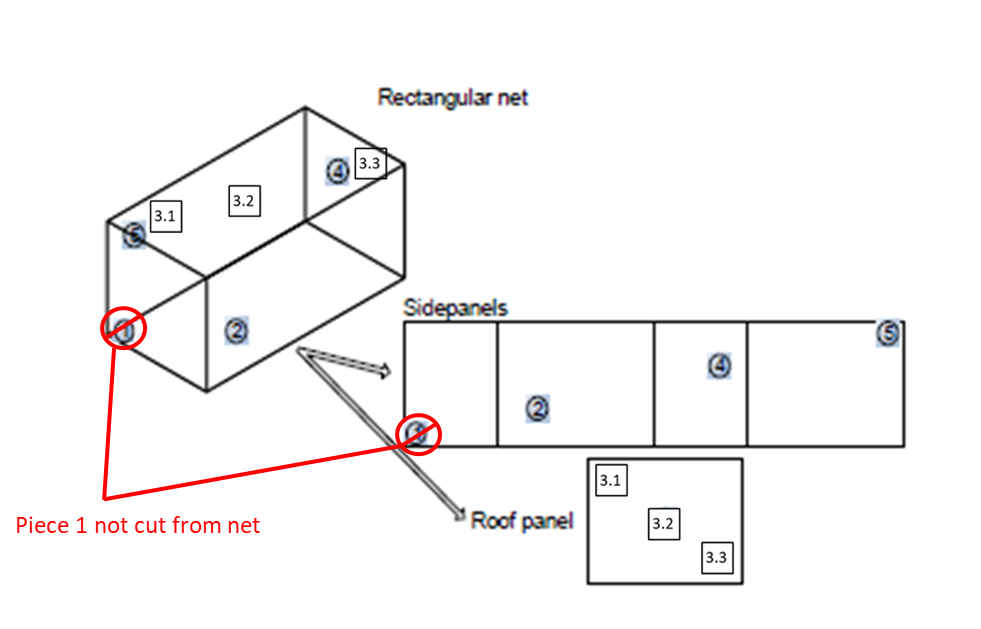 Rectangular net
④ 3.3
3.2
3.1
⑤
① ②
Sidepanels
⑤
④
②
①
3.1
Roof panel 3.2
3.3
Piece 1 not cut from net